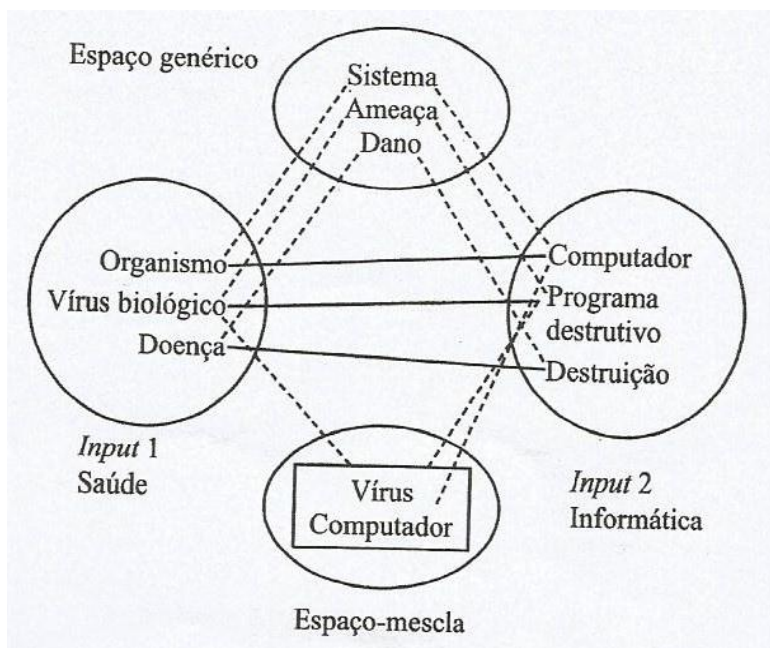 Espaço genérico
Sistema
Ameaça
Dano
Organismo
Vírus biológico
Doença
Computador
Programa
destrutivo
Destruição
Input 1
Saúde
Vírus
Computador
Input 2
Informática
Espaço-mescla